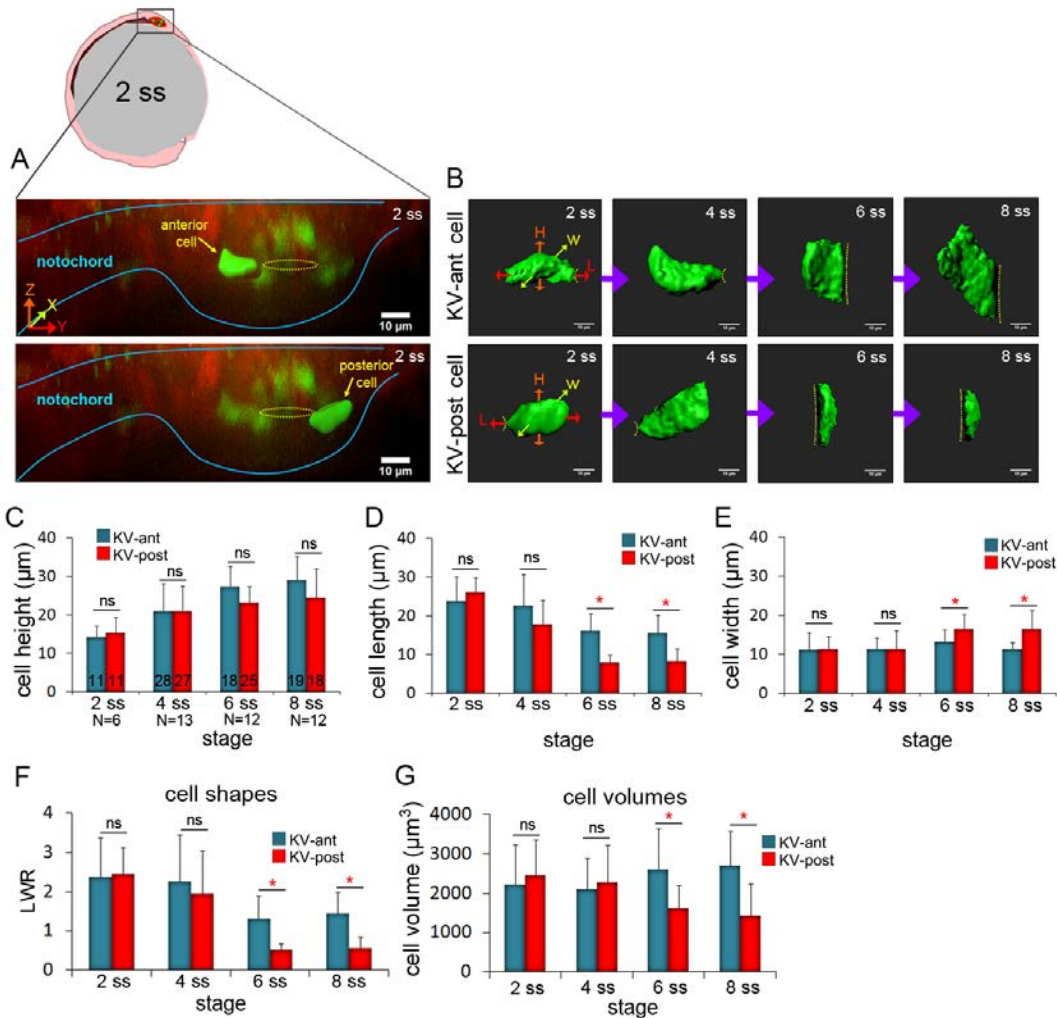 2 ss
A
2 ss
anterior
cell
notochord
Z
X
Y
10 µm
2 ss
posterior
cell
notochord
10 µm
B
KV-ant cell
2 ss
H
W
L
4 ss
6 ss
8 ss
KV-post cell
2 ss
H
W
L
4 ss
6 ss
8 ss
C
KV-ant
KV-post
cell height (µm)
40
30
20
10
0
ns
ns
ns
ns
11 11 28 27 18 25 19 18
2 ss 4 ss 6 ss 8 ss
N=6 N=13 N=12 N=12
stage
D
KV-ant
KV-post
cell length (µm)
40
30
20
10
0
ns
ns
*
*
2 ss 4 ss 6 ss 8 ss
stage
E
KV-ant
KV-post
cell width (µm)
40
30
20
10
0
ns
ns
*
*
2 ss 4 ss 6 ss 8 ss
stage
F
cell shapes
KV-ant
KV-post
LWR
4
3
2
1
0
ns
ns
*
*
2 ss 4 ss 6 ss 8 ss
stage
G
cell volumes
KV-ant
KV-post
cell volume (µm³)
4000
3000
2000
1000
0
ns
ns
*
*
2 ss 4 ss 6 ss 8 ss
stage